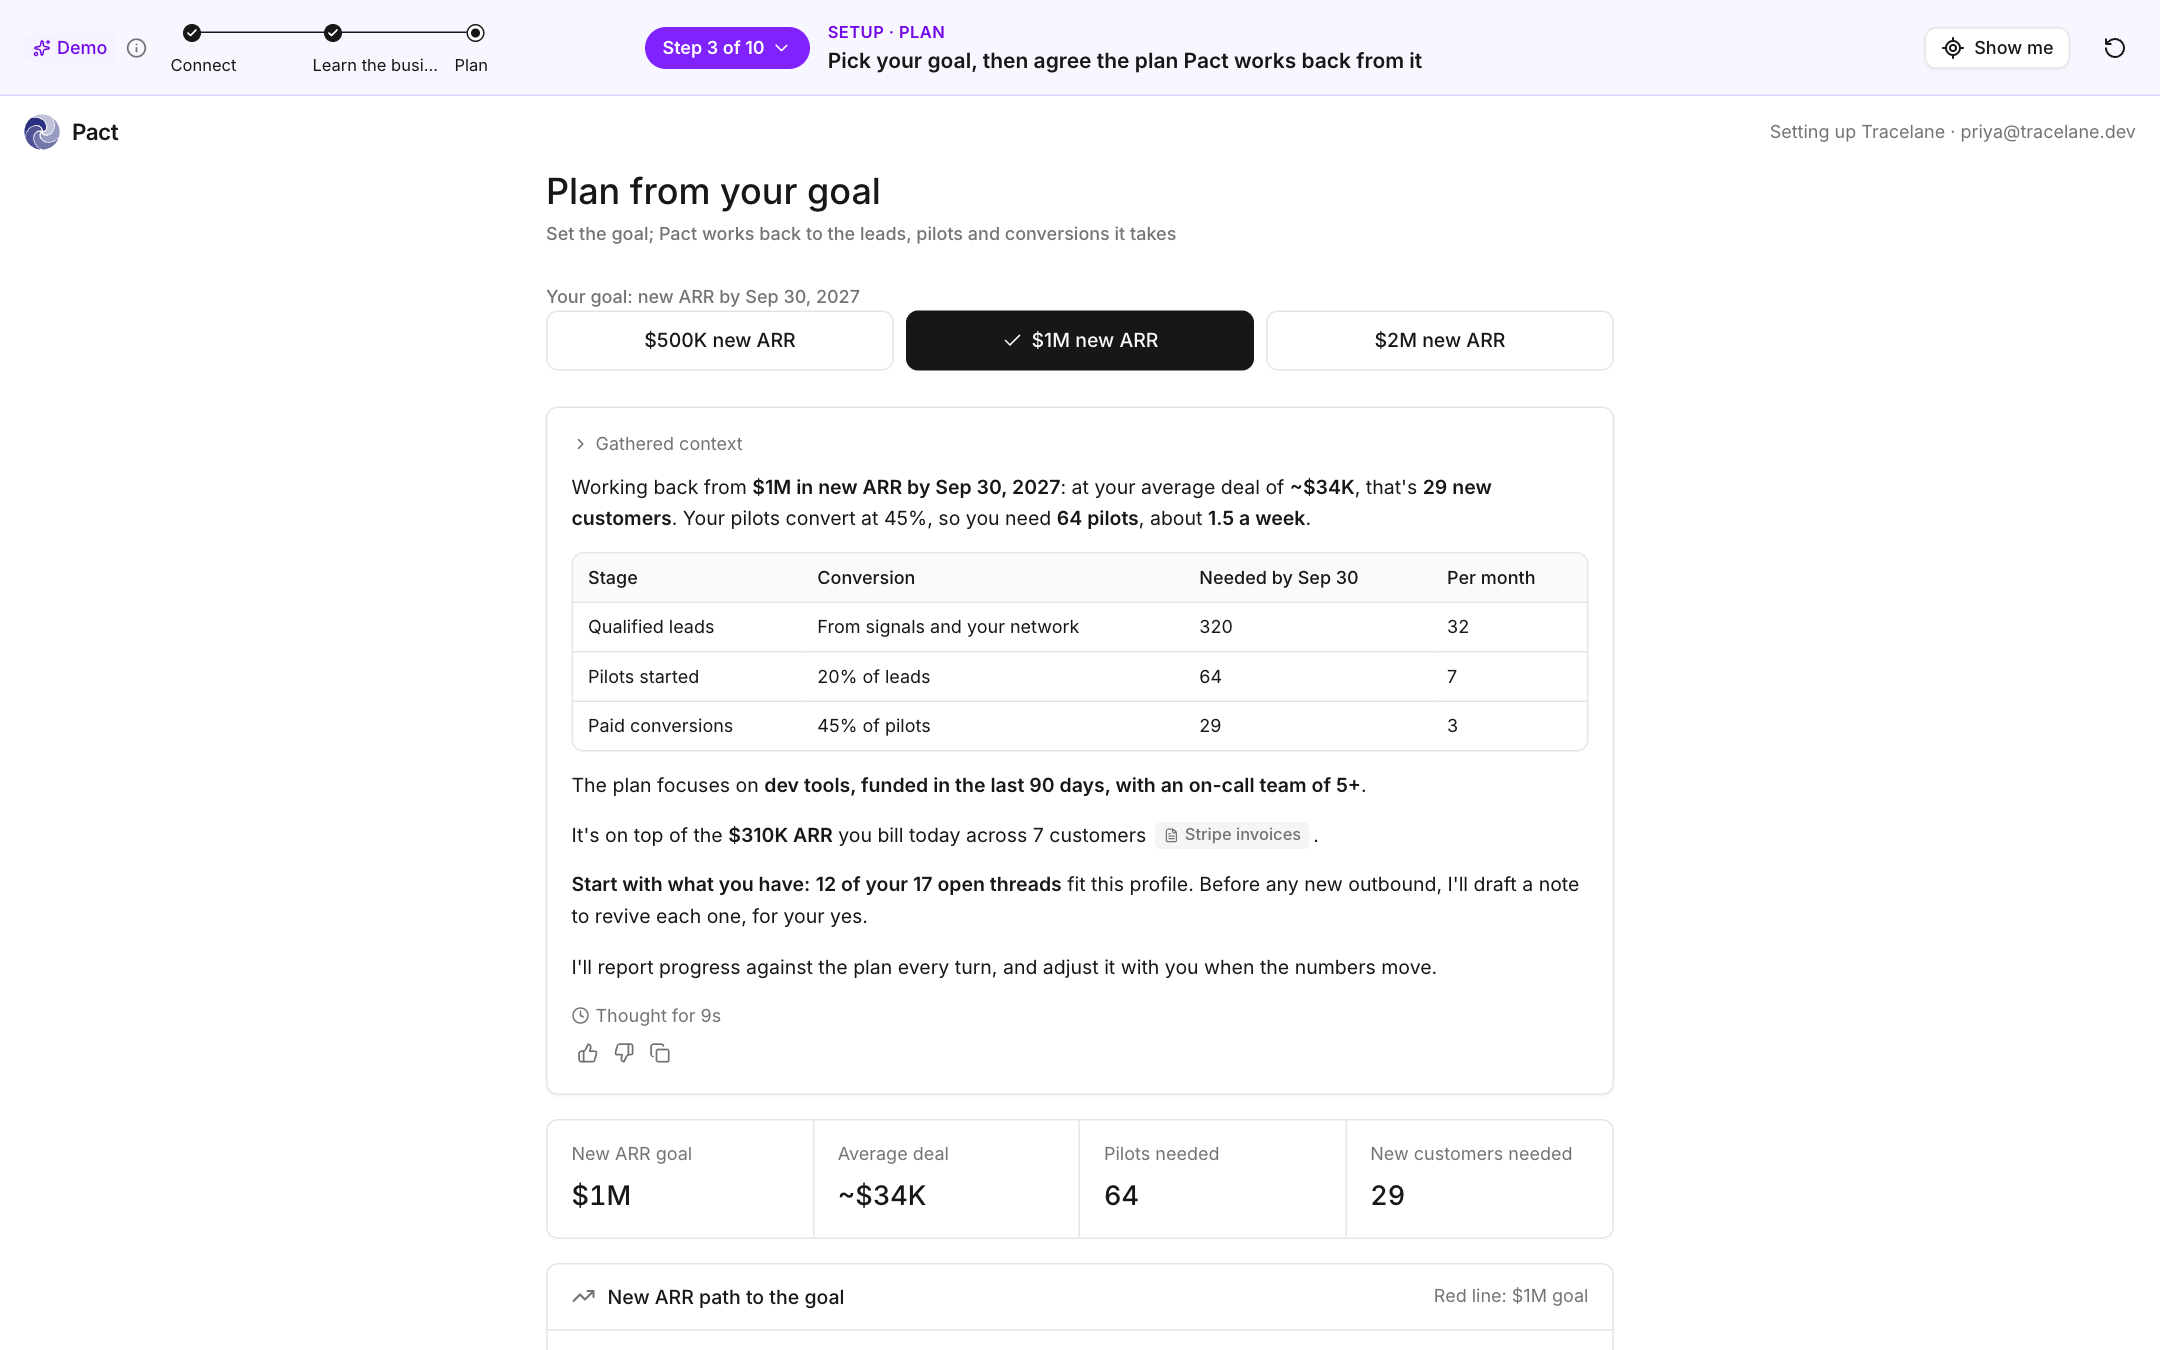 Demo
Connect
Learn the busi...
Plan
Step 3 of 10
SETUP · PLAN
Pick your goal, then agree the plan Pact works back from it
Show me
Pact
Setting up Tracelane · priya@tracelane.dev
Plan from your goal
Set the goal; Pact works back to the leads, pilots and conversions it takes
Your goal: new ARR by Sep 30, 2027
$500K new ARR
$1M new ARR
$2M new ARR
Gathered context
Working back from $1M in new ARR by Sep 30, 2027: at your average deal of ~$34K, that's 29 new
customers. Your pilots convert at 45%, so you need 64 pilots, about 1.5 a week.
Stage Conversion Needed by Sep 30 Per month
Qualified leads From signals and your network 320 32
Pilots started 20% of leads 64 7
Paid conversions 45% of pilots 29 3
The plan focuses on dev tools, funded in the last 90 days, with an on-call team of 5+.
It's on top of the $310K ARR you bill today across 7 customers Stripe invoices .
Start with what you have: 12 of your 17 open threads fit this profile. Before any new outbound, I'll draft a note
to revive each one, for your yes.
I'll report progress against the plan every turn, and adjust it with you when the numbers move.
Thought for 9s
New ARR goal
$1M
Average deal
~$34K
Pilots needed
64
New customers needed
29
New ARR path to the goal
Red line: $1M goal